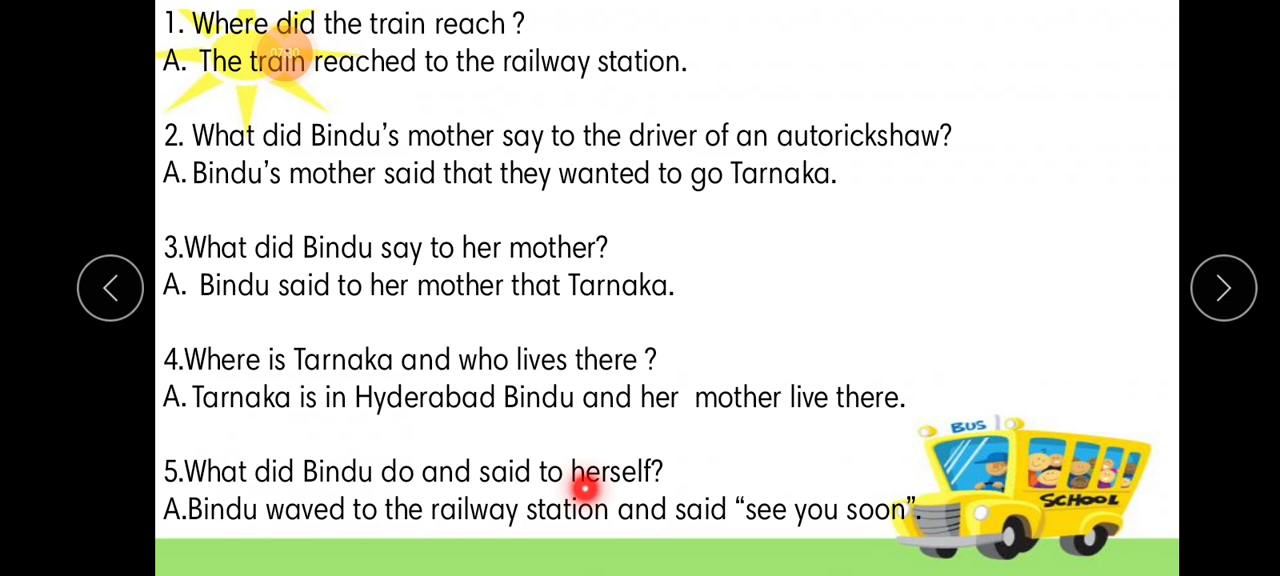 1. Where did the train reach ?
A. The train reached to the railway station.
2. What did Bindu's mother say to the driver of an autorickshaw?
A. Bindu's mother said that they wanted to go Tarnaka.
3.What did Bindu say to her mother?
A. Bindu said to her mother that Tarnaka.
4.Where is Tarnaka and who lives there ?
A. Tarnaka is in Hyderabad Bindu and her mother live there.
5.What did Bindu do and said to herself?
A.Bindu waved to the railway station and said “see you soon”.
BUS
SCHOOL